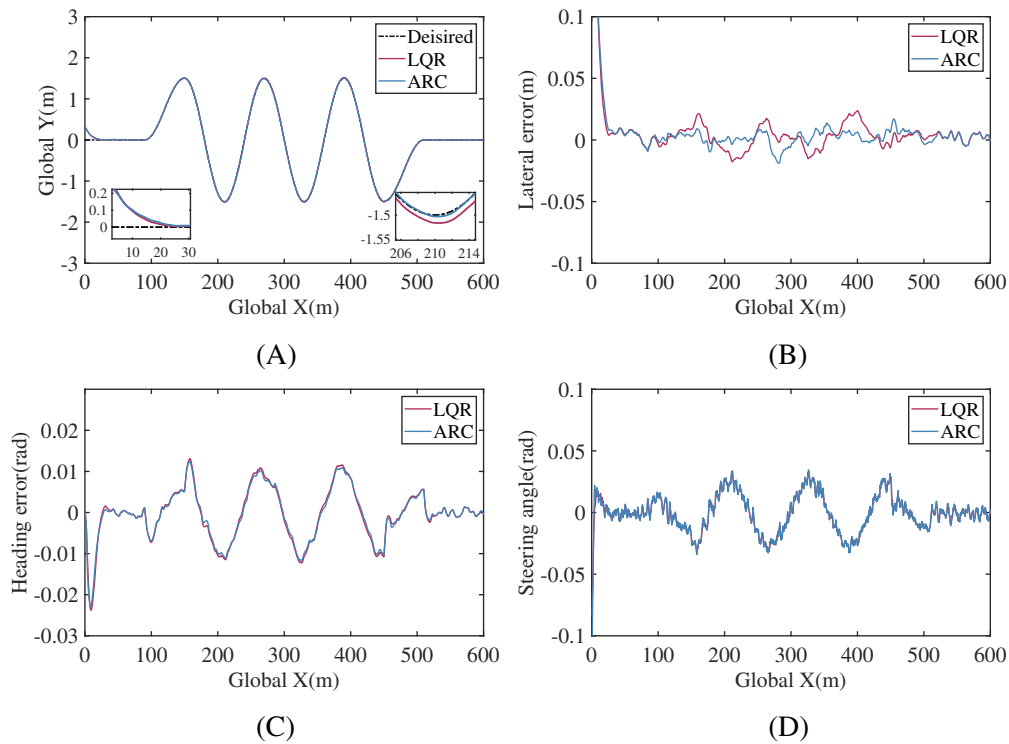 3
2
1
0
-1
-2
-3
Global Y(m)
Deisired
LQR
ARC
0.2
0.1
0
10 20 30
-1.5
-1.55
206 210 214
0 100 200 300 400 500 600
Global X(m)
(A)
0.1
0.05
0
-0.05
-0.1
Lateral error(m)
LQR
ARC
0 100 200 300 400 500 600
Global X(m)
(B)
0.02
0.01
0
-0.01
-0.02
-0.03
Heading error(rad)
LQR
ARC
0 100 200 300 400 500 600
Global X(m)
(C)
0.1
0.05
0
-0.05
-0.1
Steering angle(rad)
LQR
ARC
0 100 200 300 400 500 600
Global X(m)
(D)